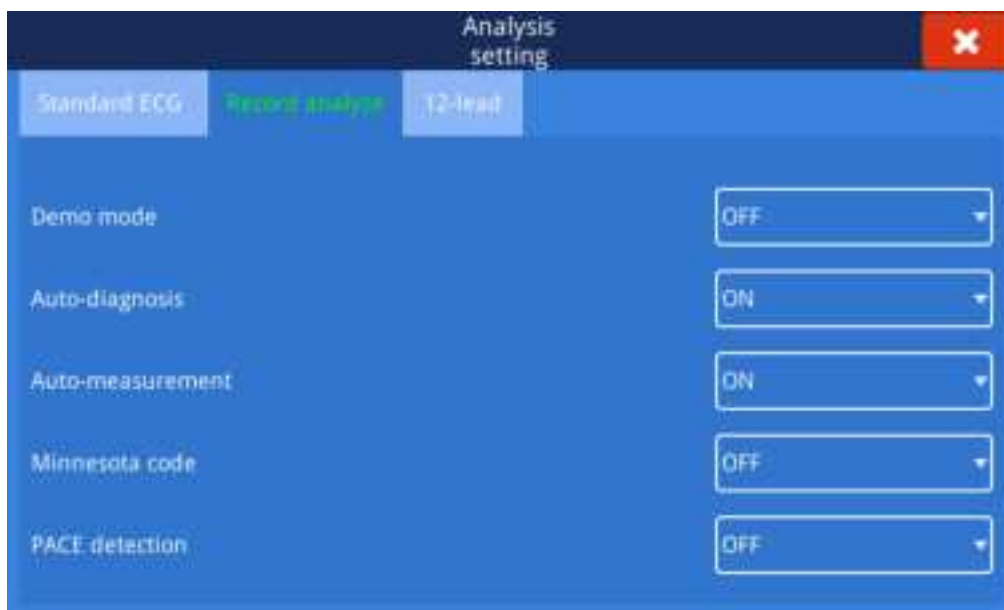 Analysis
setting
Standard ECG Record analyze 12-lead
Demo mode OFF
Auto-diagnosis ON
Auto-measurement ON
Minnesota code OFF
PACE detection OFF